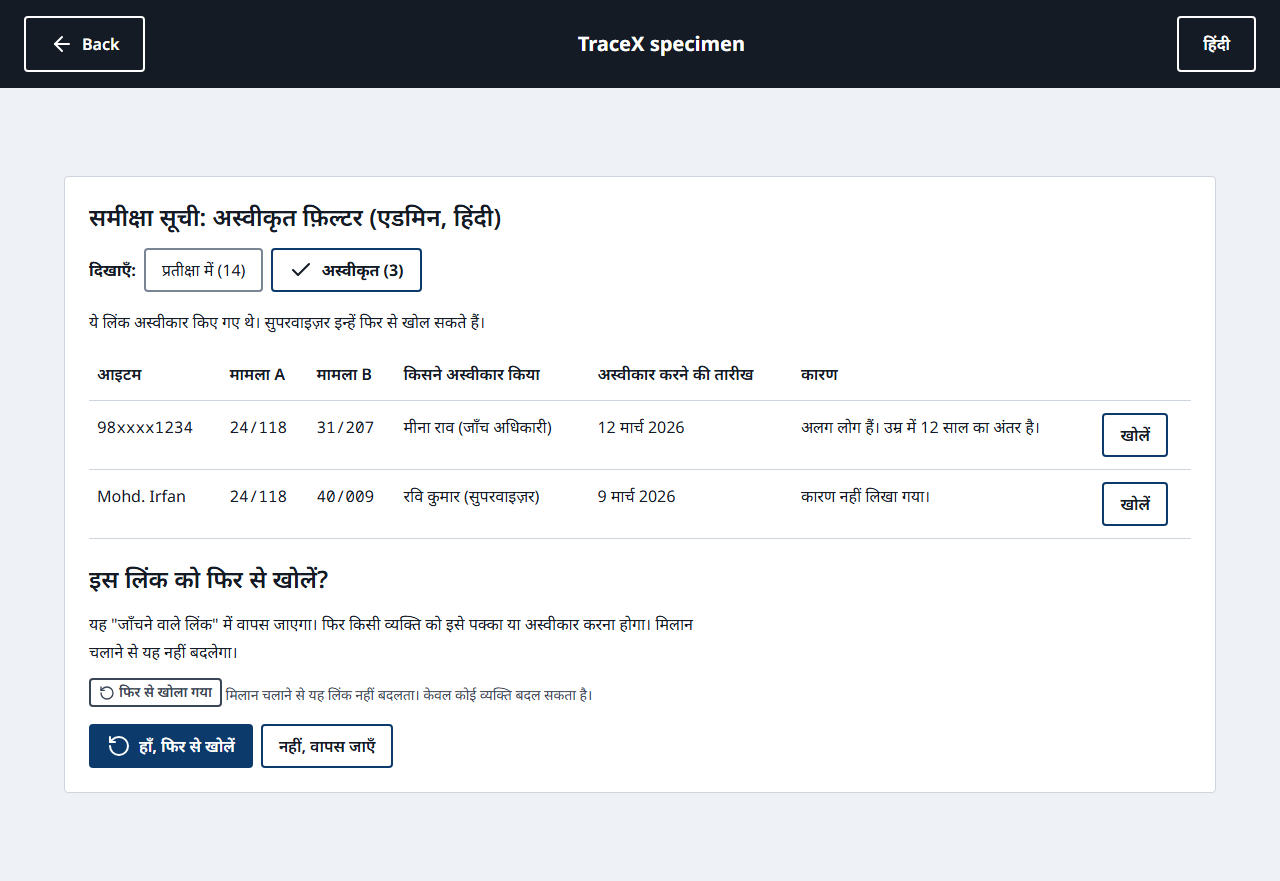 Back
TraceX specimen
हिंदी
समीक्षा सूची: अस्वीकृत फ़िल्टर (एडमिन, हिंदी)
दिखाएँ: प्रतीक्षा में (14) अस्वीकृत (3)
ये लिंक अस्वीकार किए गए थे। सुपरवाइज़र इन्हें फिर से खोल सकते हैं।
आइटम मामला A मामला B किसने अस्वीकार किया अस्वीकार करने की तारीख कारण
98xxxx1234 24/118 31/207 मीना राव (जाँच अधिकारी) 12 मार्च 2026 अलग लोग हैं। उम्र में 12 साल का अंतर है। खोलें
Mohd. Irfan 24/118 40/009 रवि कुमार (सुपरवाइज़र) 9 मार्च 2026 कारण नहीं लिखा गया। खोलें
इस लिंक को फिर से खोलें?
यह "जाँचने वाले लिंक" में वापस जाएगा। फिर किसी व्यक्ति को इसे पक्का या अस्वीकार करना होगा। मिलान
चलाने से यह नहीं बदलेगा।
फिर से खोला गया मिलान चलाने से यह लिंक नहीं बदलता। केवल कोई व्यक्ति बदल सकता है।
हाँ, फिर से खोलें नहीं, वापस जाएँ